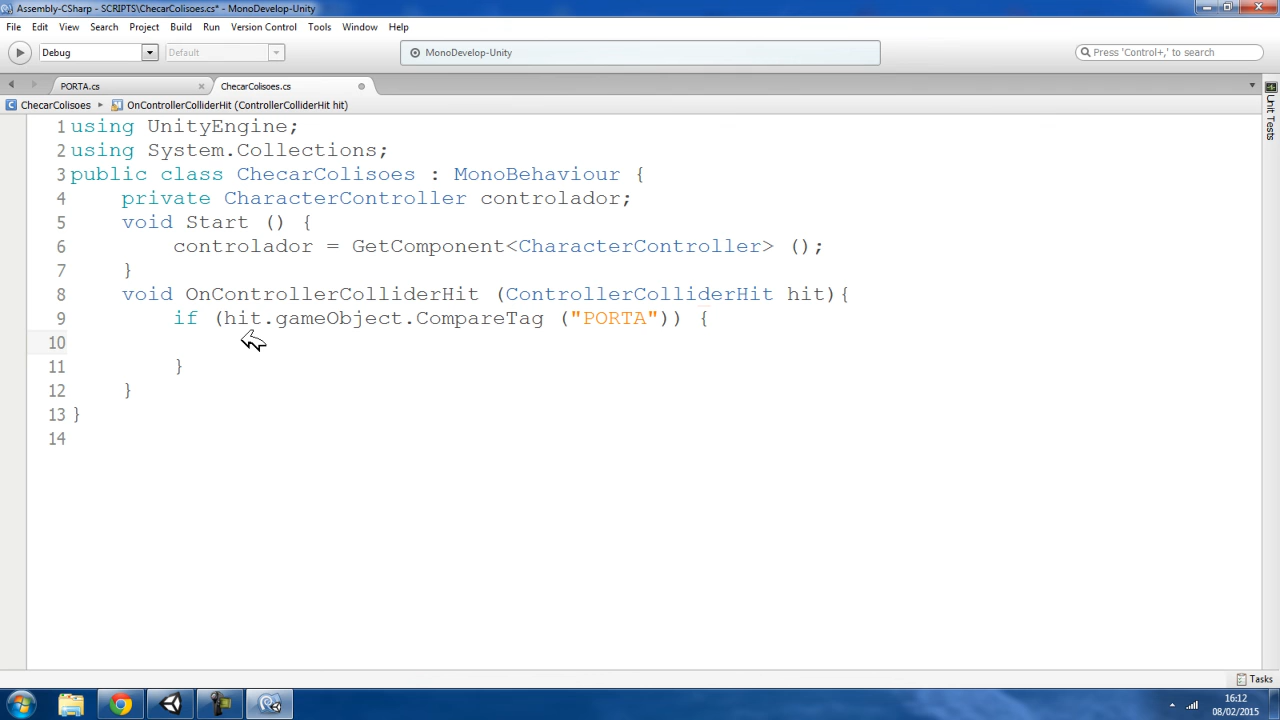 Assembly-CSharp - SCRIPTS\ChecarColisoes.cs* - MonoDevelop-Unity
File Edit View Search Project Build Run Version Control Tools Window Help
Debug Default MonoDevelop-Unity Press 'Control+,' to search
PORTA.cs ChecarColisoes.cs
ChecarColisoes OnControllerColliderHit (ControllerColliderHit hit)
1 using UnityEngine;
2 using System.Collections;
3 public class ChecarColisoes : MonoBehaviour {
4 private CharacterController controlador;
5 void Start () {
6 controlador = GetComponent<CharacterController> ();
7 }
8 void OnControllerColliderHit (ControllerColliderHit hit){
9 if (hit.gameObject.CompareTag ("PORTA")) {
10
11 }
12 }
13 }
14
Unit Tests
Tasks
16:12
08/02/2015